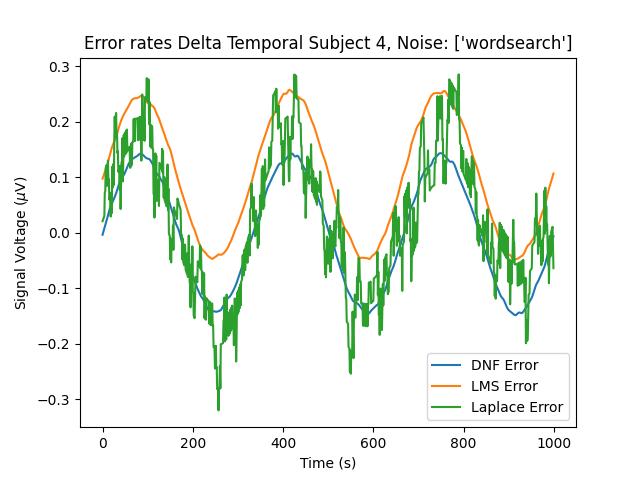 Error rates Delta Temporal Subject 4, Noise: ['wordsearch']
0.3
0.2
0.1
0.0
−0.1
−0.2
−0.3
Signal Voltage (μV)
0 200 400 600 800 1000
Time (s)
DNF Error
LMS Error
Laplace Error